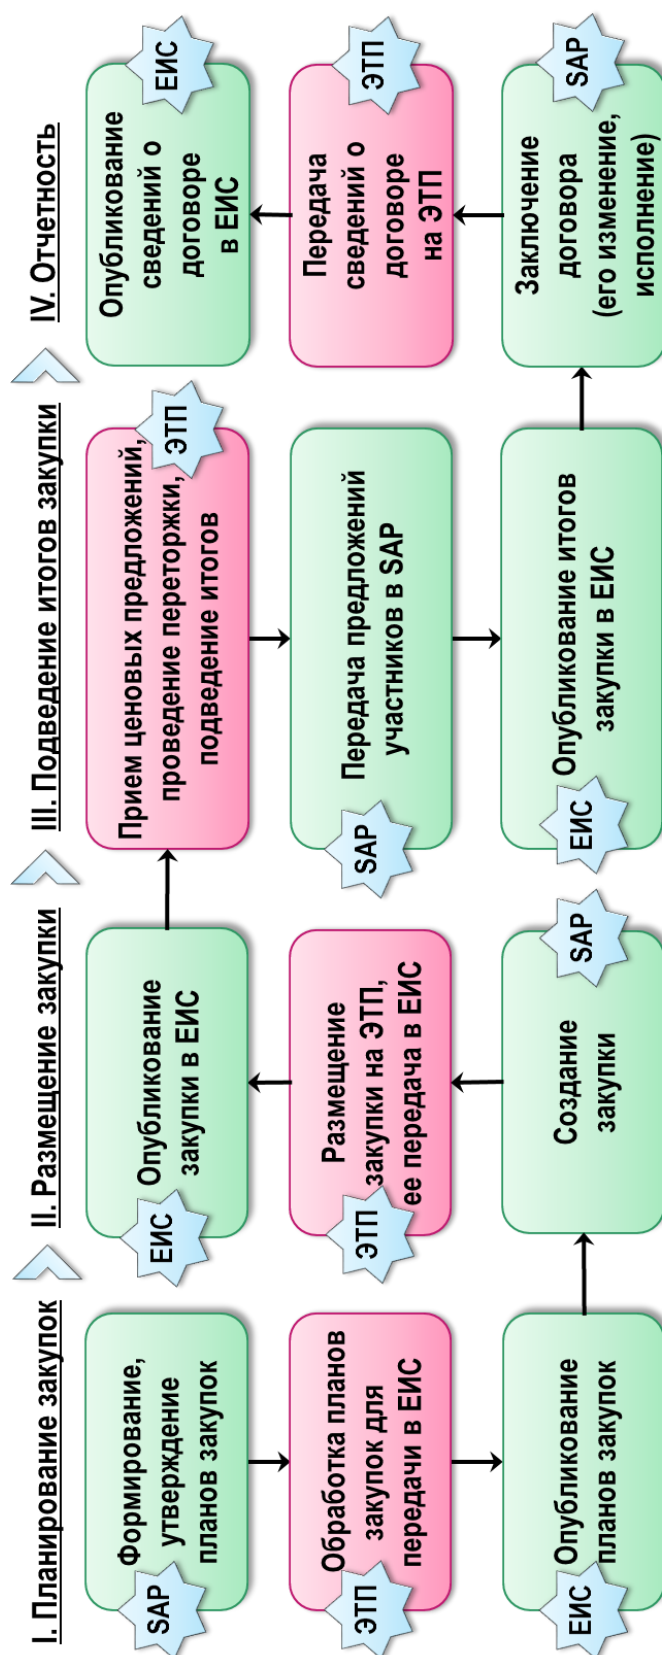 I. Планирование закупок
Формирование,
утверждение
планов закупок
SAP
Обработка планов
закупок для
передачи в ЕИС
ЭТП
Опубликование
планов закупок
ЕИС
II. Размещение закупки
Создание
закупки
SAP
Размещение
закупки на ЭТП,
ее передача в ЕИС
ЭТП
Опубликование
закупки в ЕИС
ЕИС
III. Подведение итогов закупки
Прием ценовых предложений,
проведение переторжки,
подведение итогов
ЭТП
Передача предложений
участников в SAP
SAP
Опубликование итогов
закупки в ЕИС
ЕИС
IV. Отчетность
Заключение
договора
(его изменение,
исполнение)
SAP
Передача
сведений о
договоре
на ЭТП
ЭТП
Опубликование
сведений о
договоре
в ЕИС
ЕИС